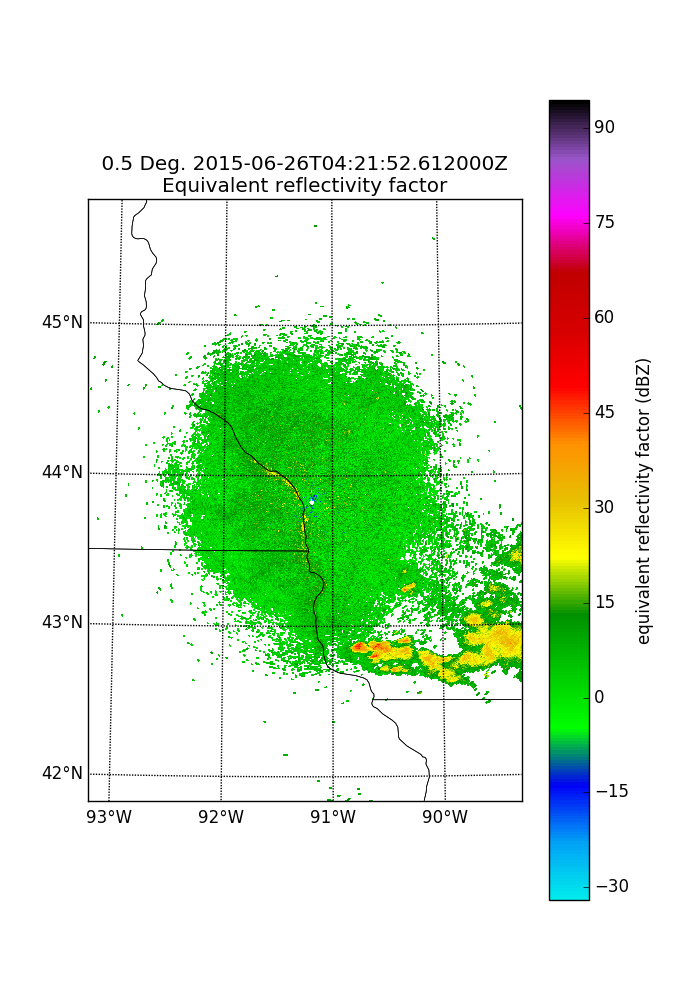 0.5 Deg. 2015-06-26T04:21:52.612000Z
Equivalent reflectivity factor
45°N
44°N
43°N
42°N
93°W 92°W 91°W 90°W
90
75
60
45
30
15
0
−15
−30
equivalent reflectivity factor (dBZ)